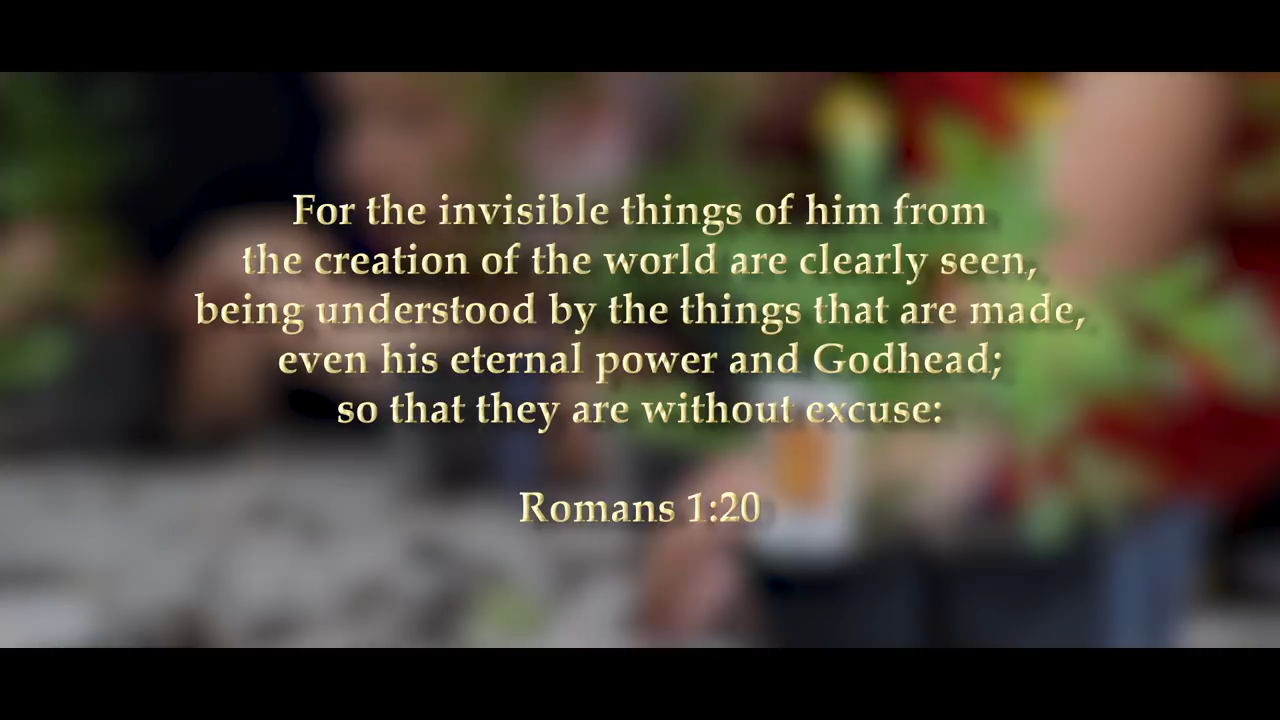 For the invisible things of him from
the creation of the world are clearly seen,
being understood by the things that are made,
even his eternal power and Godhead;
so that they are without excuse:
Romans 1:20